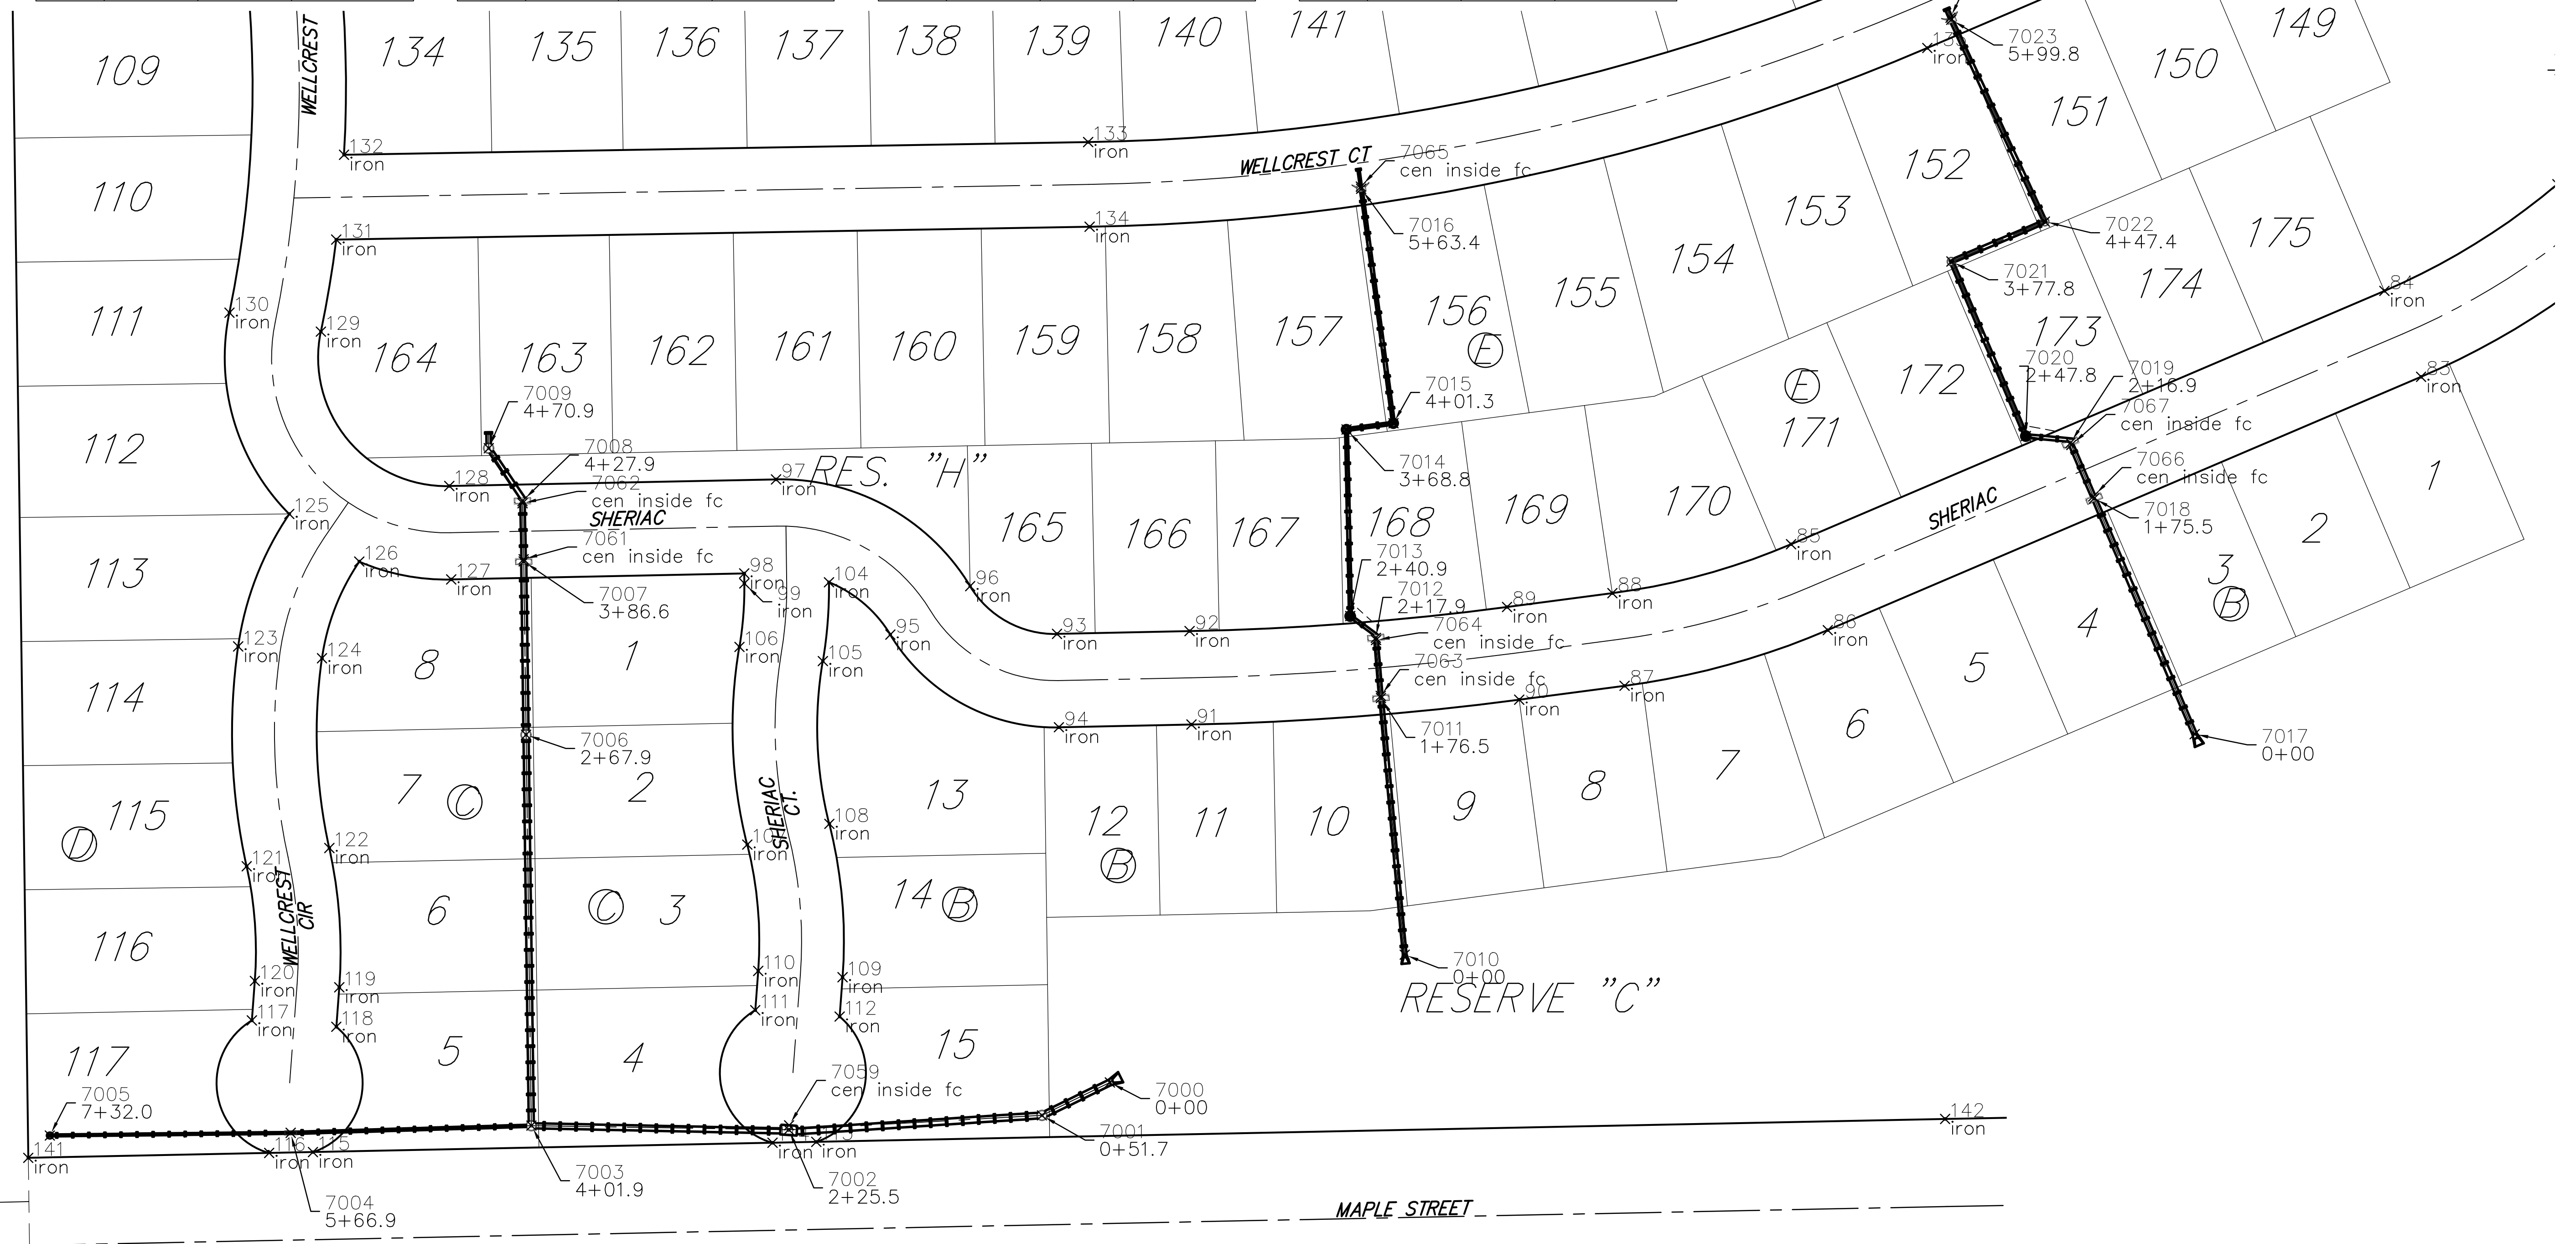 109
WELLCREST
134
135
136
137
138
139
140
141
149
150
151
7023
5+99.8
iron
132
iron
133
iron
WELLCREST CT
7065
cen inside fc
152
110
131
iron
134
iron
7016
5+63.4
153
7022
4+47.4
175
154
7021
3+77.8
174
84
iron
111
130
iron
129
iron
164
163
162
161
160
159
158
157
156
E
155
173
7020
2+47.8
7019
2+16.9
83
iron
7009
4+70.9
7015
4+01.3
E
171
172
7067
cen inside fc
112
7008
4+27.9
7062
cen inside fc
128
iron
97
iron
RES. "H"
7014
3+68.8
7066
cen inside fc
1
125
iron
SHERIAC
165
166
167
168
169
170
SHERIAC
7018
1+75.5
2
113
7061
cen inside fc
126
iron
127
iron
98
iron
99
iron
104
iron
96
iron
7013
2+40.9
85
iron
3
B
7007
3+86.6
7012
2+17.9
89
iron
88
iron
4
123
iron
124
iron
8
1
106
iron
105
iron
95
iron
93
iron
92
iron
7064
cen inside fc
86
iron
114
7063
cen inside fc
90
iron
87
iron
5
94
iron
91
iron
7011
1+76.5
6
7017
0+00
7006
2+67.9
7
C
2
SHERIAC
CT.
13
12
11
10
9
8
7
115
D
108
iron
iron
122
iron
121
iron
B
WELLCREST
CIR
6
C
3
14
B
116
120
iron
119
iron
110
iron
109
iron
7010
0+00
RESERVE "C"
117
iron
118
iron
111
iron
112
iron
117
5
4
15
7059
cen inside fc
7005
7+32.0
7000
0+00
142
iron
141
iron
116
iron
115
iron
iron
113
iron
7001
0+51.7
7003
4+01.9
7002
2+25.5
7004
5+66.9
MAPLE STREET